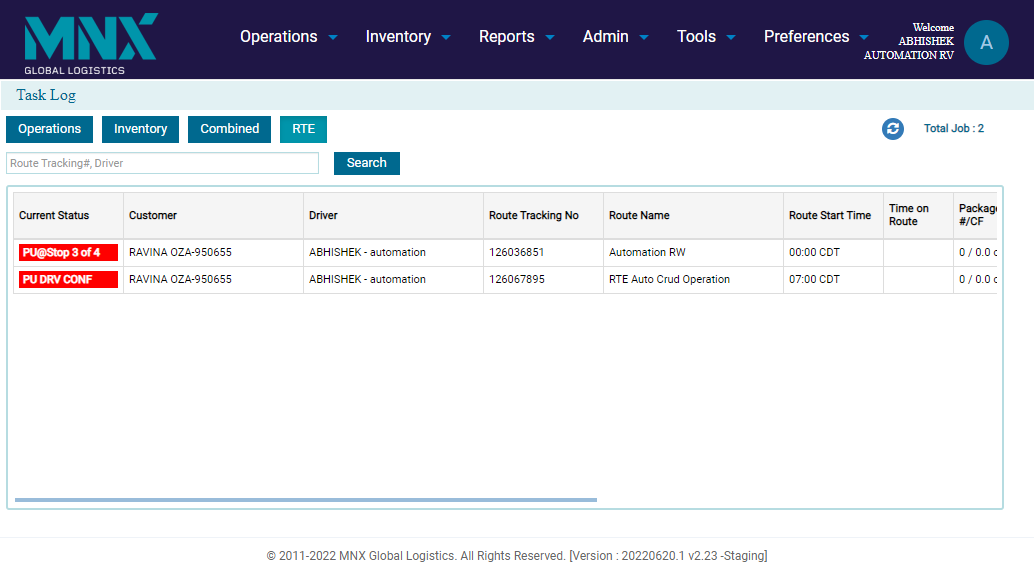 MNX
GLOBAL LOGISTICS
Operations Inventory Reports Admin Tools Preferences
Welcome
ABHISHEK
AUTOMATION RV
A
Task Log
Operations Inventory Combined RTE
Total Job : 2
Route Tracking#, Driver Search
Current Status Customer Driver Route Tracking No Route Name Route Start Time Time on Route Package #/CF
PU@Stop 3 of 4 RAVINA OZA-950655 ABHISHEK - automation 126036851 Automation RW 00:00 CDT 0 / 0.0 c
PU DRV CONF RAVINA OZA-950655 ABHISHEK - automation 126067895 RTE Auto Crud Operation 07:00 CDT 0 / 0.0 c
© 2011-2022 MNX Global Logistics. All Rights Reserved. [Version : 20220620.1 v2.23 -Staging]